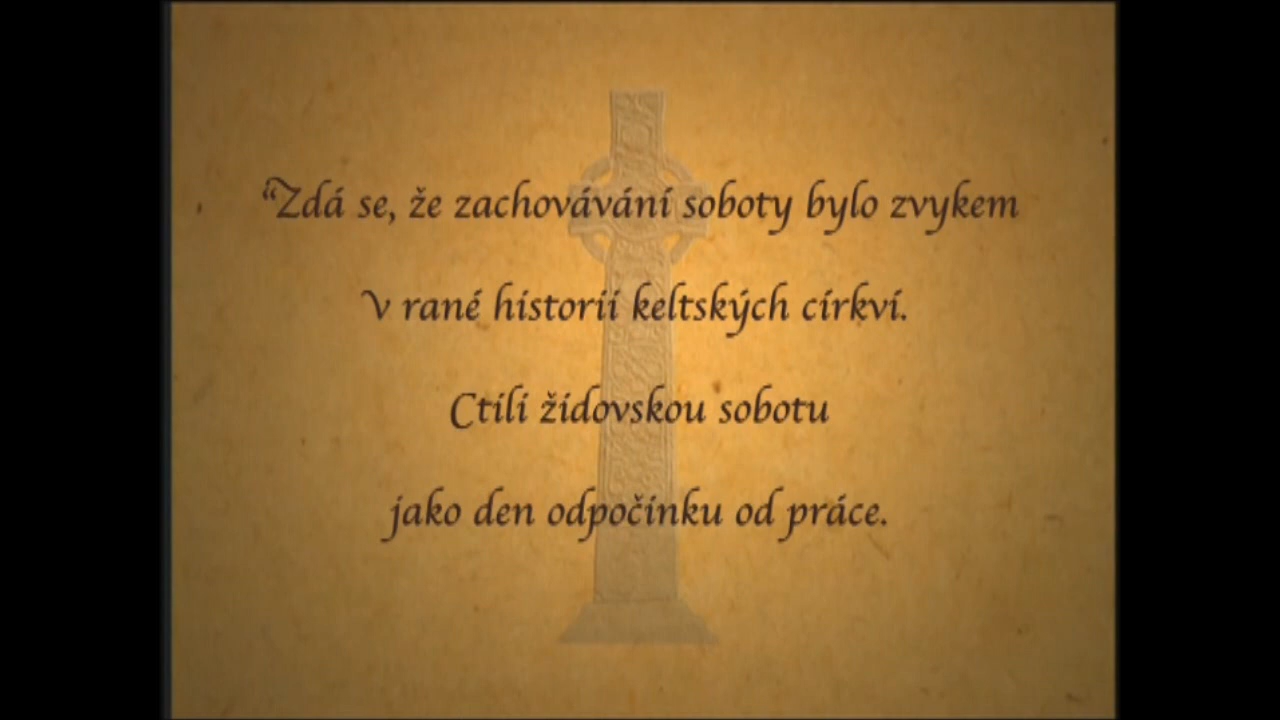 “Zdá se, že zachovávání soboty bylo zvykem
v rané historii keltských církví.
Ctili židovskou sobotu
jako den odpočinku od práce.